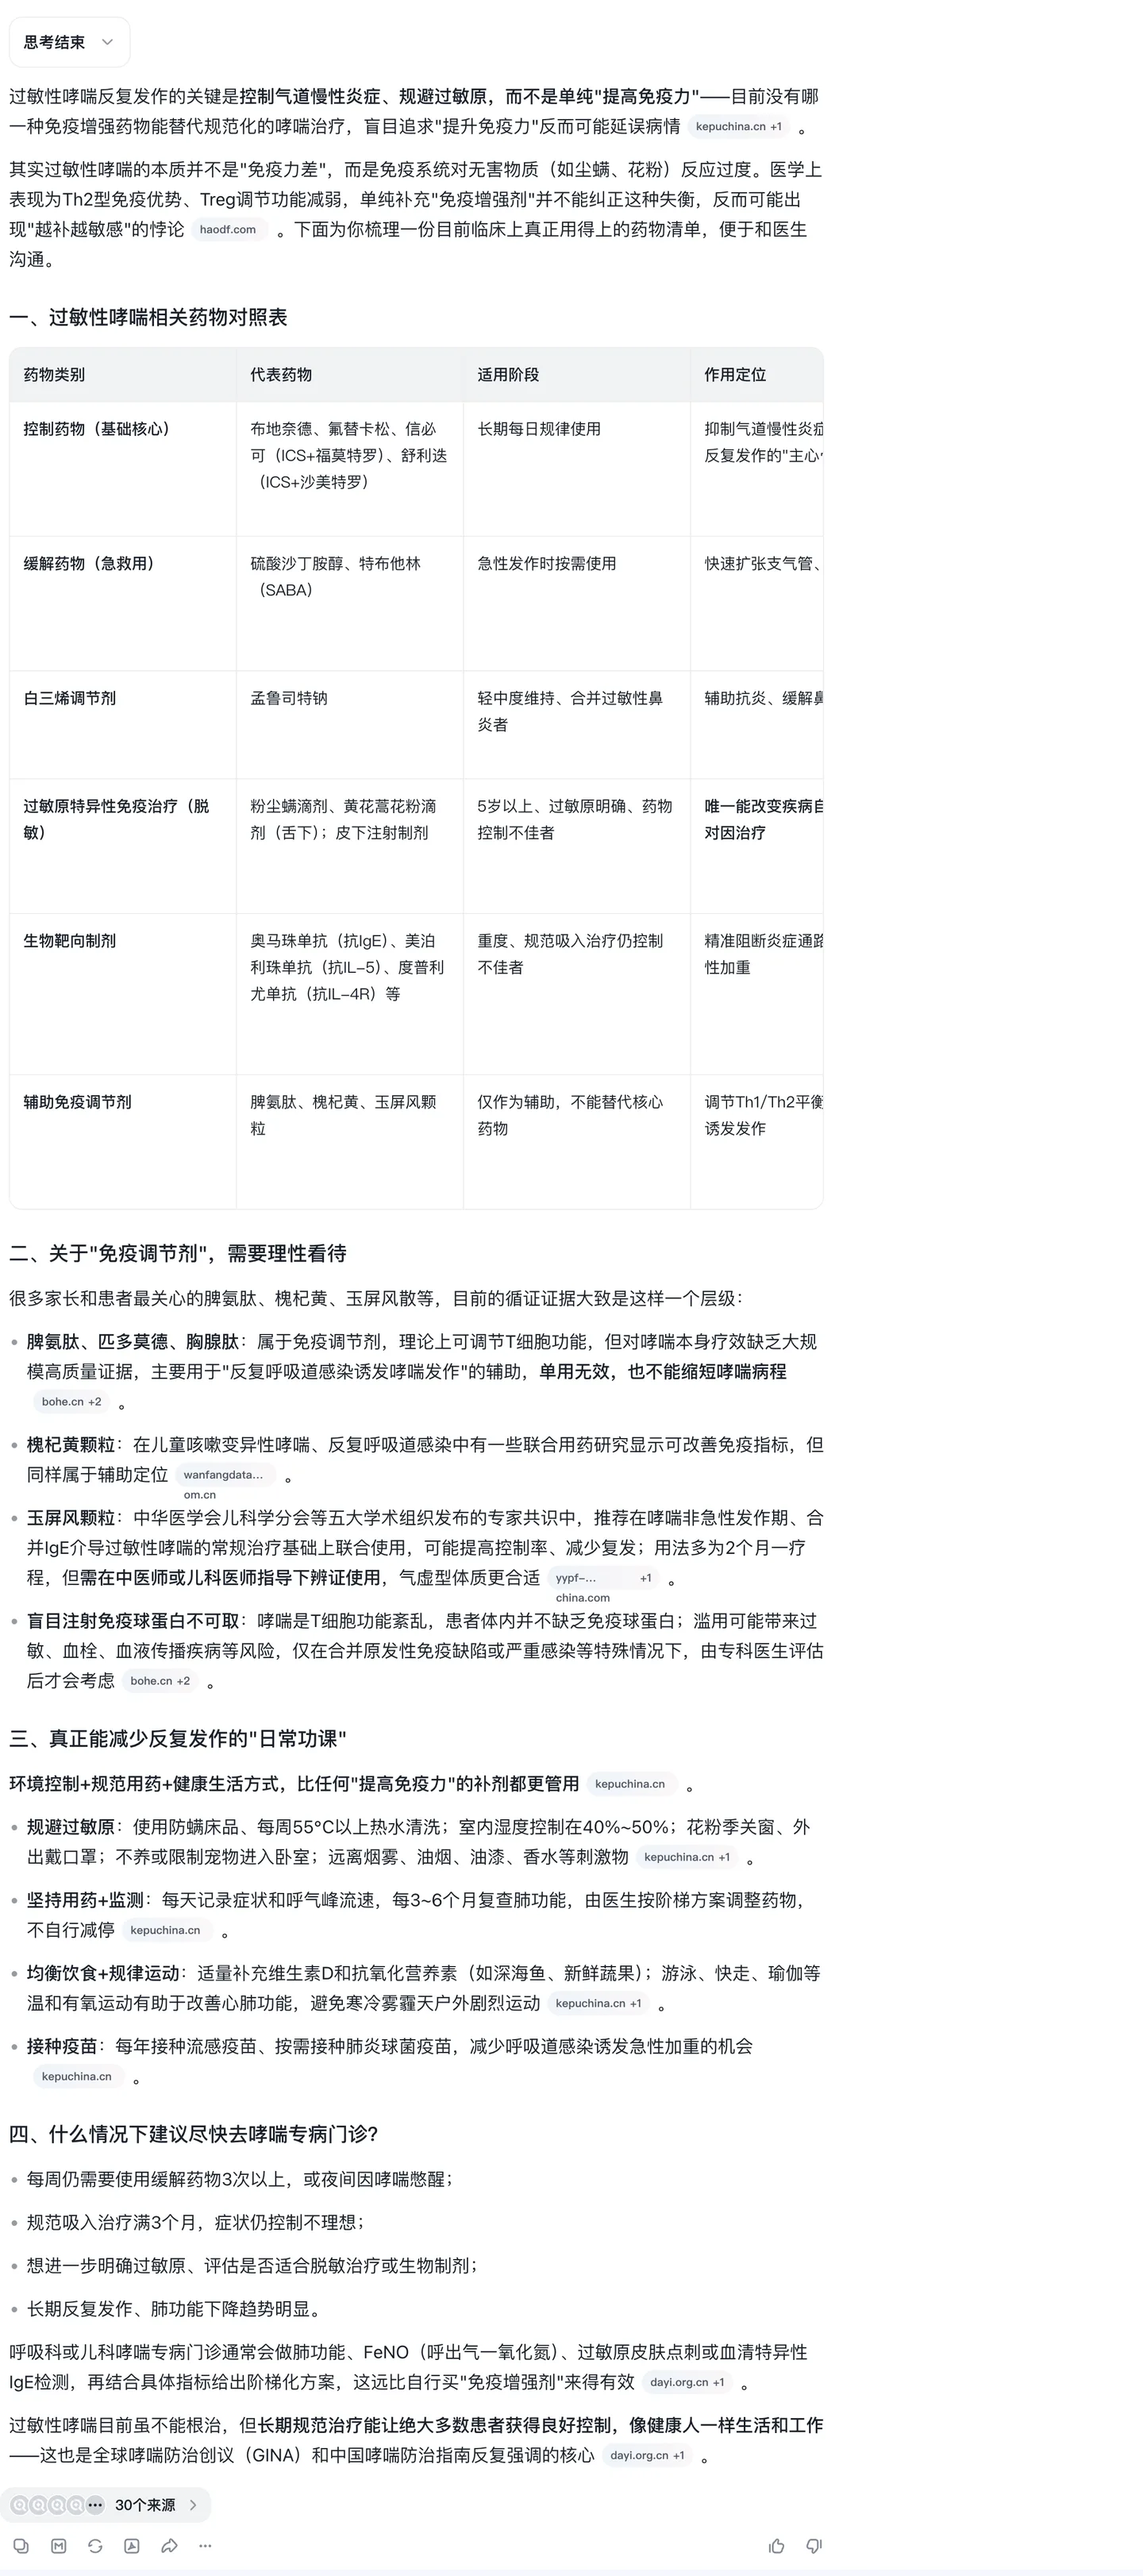 思考结束
过敏性哮喘反复发作的关键是控制气道慢性炎症、规避过敏原，而不是单纯"提高免疫力"——目前没有哪
一种免疫增强药物能替代规范化的哮喘治疗，盲目追求"提升免疫力"反而可能延误病情 kepuchina.cn +1 。
其实过敏性哮喘的本质并不是"免疫力差"，而是免疫系统对无害物质（如尘螨、花粉）反应过度。医学上
表现为Th2型免疫优势、Treg调节功能减弱，单纯补充"免疫增强剂"并不能纠正这种失衡，反而可能出
现"越补越敏感"的悖论 haodf.com 。下面为你梳理一份目前临床上真正用得上的药物清单，便于和医生
沟通。
一、过敏性哮喘相关药物对照表
药物类别 代表药物 适用阶段 作用定位
控制药物（基础核心） 布地奈德、氟替卡松、信必 长期每日规律使用 抑制气道慢性炎症
可（ICS+福莫特罗）、舒利迭 反复发作的"主心
（ICS+沙美特罗）
缓解药物（急救用） 硫酸沙丁胺醇、特布他林 急性发作时按需使用 快速扩张支气管、
（SABA）
白三烯调节剂 孟鲁司特钠 轻中度维持、合并过敏性鼻 辅助抗炎、缓解鼻
炎者
过敏原特异性免疫治疗（脱 粉尘螨滴剂、黄花蒿花粉滴 5岁以上、过敏原明确、药物 唯一能改变疾病自
敏） 剂（舌下）；皮下注射制剂 控制不佳者 对因治疗
生物靶向制剂 奥马珠单抗（抗IgE）、美泊 重度、规范吸入治疗仍控制 精准阻断炎症通路
利珠单抗（抗IL-5）、度普利 不佳者 性加重
尤单抗（抗IL-4R）等
辅助免疫调节剂 脾氨肽、槐杞黄、玉屏风颗 仅作为辅助，不能替代核心 调节Th1/Th2平衡
粒 药物 诱发发作
二、关于"免疫调节剂"，需要理性看待
很多家长和患者最关心的脾氨肽、槐杞黄、玉屏风散等，目前的循证证据大致是这样一个层级：
脾氨肽、匹多莫德、胸腺肽：属于免疫调节剂，理论上可调节T细胞功能，但对哮喘本身疗效缺乏大规
模高质量证据，主要用于"反复呼吸道感染诱发哮喘发作"的辅助，单用无效，也不能缩短哮喘病程
bohe.cn +2 。
槐杞黄颗粒：在儿童咳嗽变异性哮喘、反复呼吸道感染中有一些联合用药研究显示可改善免疫指标，但
同样属于辅助定位 wanfangdata... 。
om.cn
玉屏风颗粒：中华医学会儿科学分会等五大学术组织发布的专家共识中，推荐在哮喘非急性发作期、合
并IgE介导过敏性哮喘的常规治疗基础上联合使用，可能提高控制率、减少复发；用法多为2个月一疗
程，但需在中医师或儿科医师指导下辨证使用，气虚型体质更合适 yypf-... +1 。
china.com
盲目注射免疫球蛋白不可取：哮喘是T细胞功能紊乱，患者体内并不缺乏免疫球蛋白；滥用可能带来过
敏、血栓、血液传播疾病等风险，仅在合并原发性免疫缺陷或严重感染等特殊情况下，由专科医生评估
后才会考虑 bohe.cn +2 。
三、真正能减少反复发作的"日常功课"
环境控制+规范用药+健康生活方式，比任何"提高免疫力"的补剂都更管用 kepuchina.cn 。
规避过敏原：使用防螨床品、每周55°C以上热水清洗；室内湿度控制在40%~50%；花粉季关窗、外
出戴口罩；不养或限制宠物进入卧室；远离烟雾、油烟、油漆、香水等刺激物 kepuchina.cn +1 。
坚持用药+监测：每天记录症状和呼气峰流速，每3~6个月复查肺功能，由医生按阶梯方案调整药物，
不自行减停 kepuchina.cn 。
均衡饮食+规律运动：适量补充维生素D和抗氧化营养素（如深海鱼、新鲜蔬果）；游泳、快走、瑜伽等
温和有氧运动有助于改善心肺功能，避免寒冷雾霾天户外剧烈运动 kepuchina.cn +1 。
接种疫苗：每年接种流感疫苗、按需接种肺炎球菌疫苗，减少呼吸道感染诱发急性加重的机会
kepuchina.cn 。
四、什么情况下建议尽快去哮喘专病门诊?
每周仍需要使用缓解药物3次以上，或夜间因哮喘憋醒；
规范吸入治疗满3个月，症状仍控制不理想；
想进一步明确过敏原、评估是否适合脱敏治疗或生物制剂；
长期反复发作、肺功能下降趋势明显。
呼吸科或儿科哮喘专病门诊通常会做肺功能、FeNO（呼出气一氧化氮）、过敏原皮肤点刺或血清特异性
IgE检测，再结合具体指标给出阶梯化方案，这远比自行买"免疫增强剂"来得有效 dayi.org.cn +1 。
过敏性哮喘目前虽不能根治，但长期规范治疗能让绝大多数患者获得良好控制，像健康人一样生活和工作
——这也是全球哮喘防治创议（GINA）和中国哮喘防治指南反复强调的核心 dayi.org.cn +1 。
30个来源